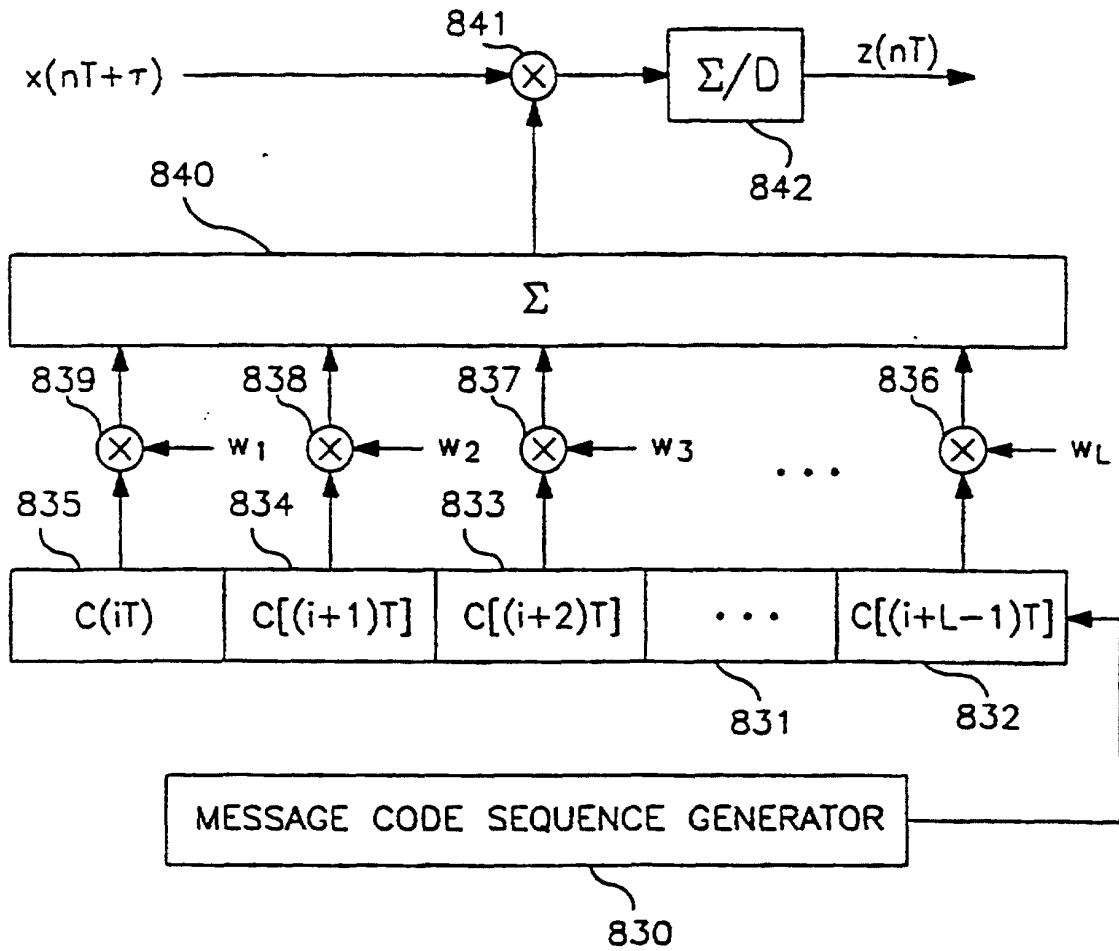 841
x(nT+τ) Σ/D z(nT)
840 842
Σ
839 838 837 836
w1 w2 w3 ... wL
835 834 833
C(iT) C[(i+1)T] C[(i+2)T] ... C[(i+L-1)T]
831 832
MESSAGE CODE SEQUENCE GENERATOR
830